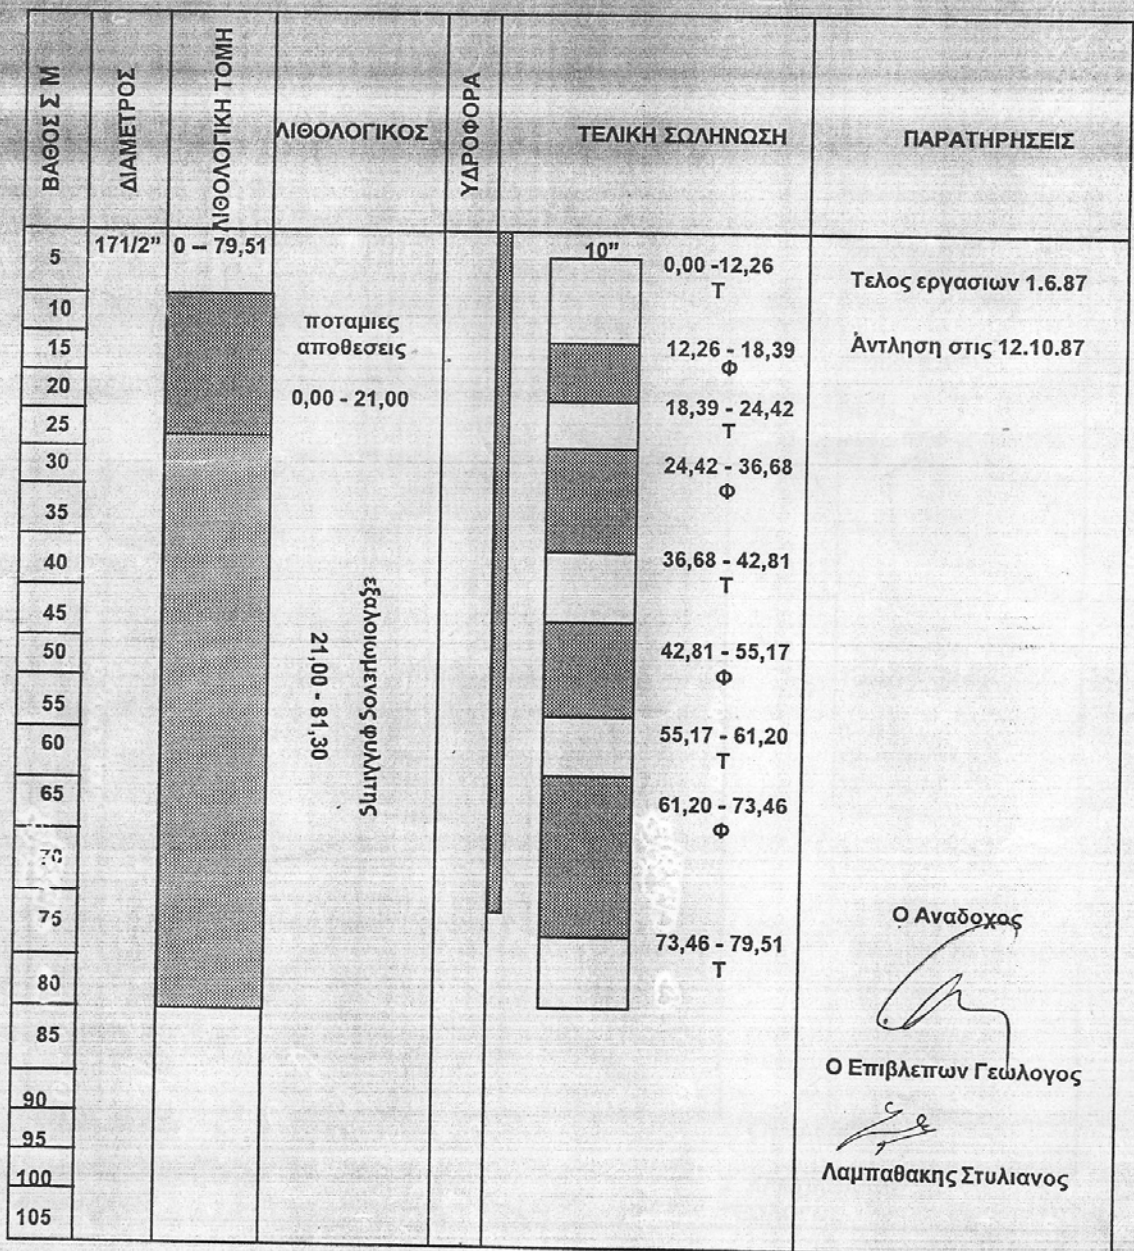 ΒΑΘΟΣ Σ Μ
ΔΙΑΜΕΤΡΟΣ
ΛΙΘΟΛΟΓΙΚΗ ΤΟΜΗ
ΛΙΘΟΛΟΓΙΚΟΣ
ΥΔΡΟΦΟΡΑ
ΤΕΛΙΚΗ ΣΩΛΗΝΩΣΗ
ΠΑΡΑΤΗΡΗΣΕΙΣ
5
10
15
20
25
30
35
40
45
50
55
60
65
70
75
80
85
90
95
100
105
171/2"
0 – 79,51
ποταμιες
αποθεσεις
0,00 - 21,00
εξαλοιωμενος φυλλιτης
21,00 - 81,30
10"
0,00 -12,26
Τ
12,26 - 18,39
Φ
18,39 - 24,42
Τ
24,42 - 36,68
Φ
36,68 - 42,81
Τ
42,81 - 55,17
Φ
55,17 - 61,20
Τ
61,20 - 73,46
Φ
73,46 - 79,51
Τ
Τελος εργασιων 1.6.87
Άντληση στις 12.10.87
Ο Αναδοχος
Ο Επιβλεπων Γεωλογος
Λαμπαθακης Στυλιανος